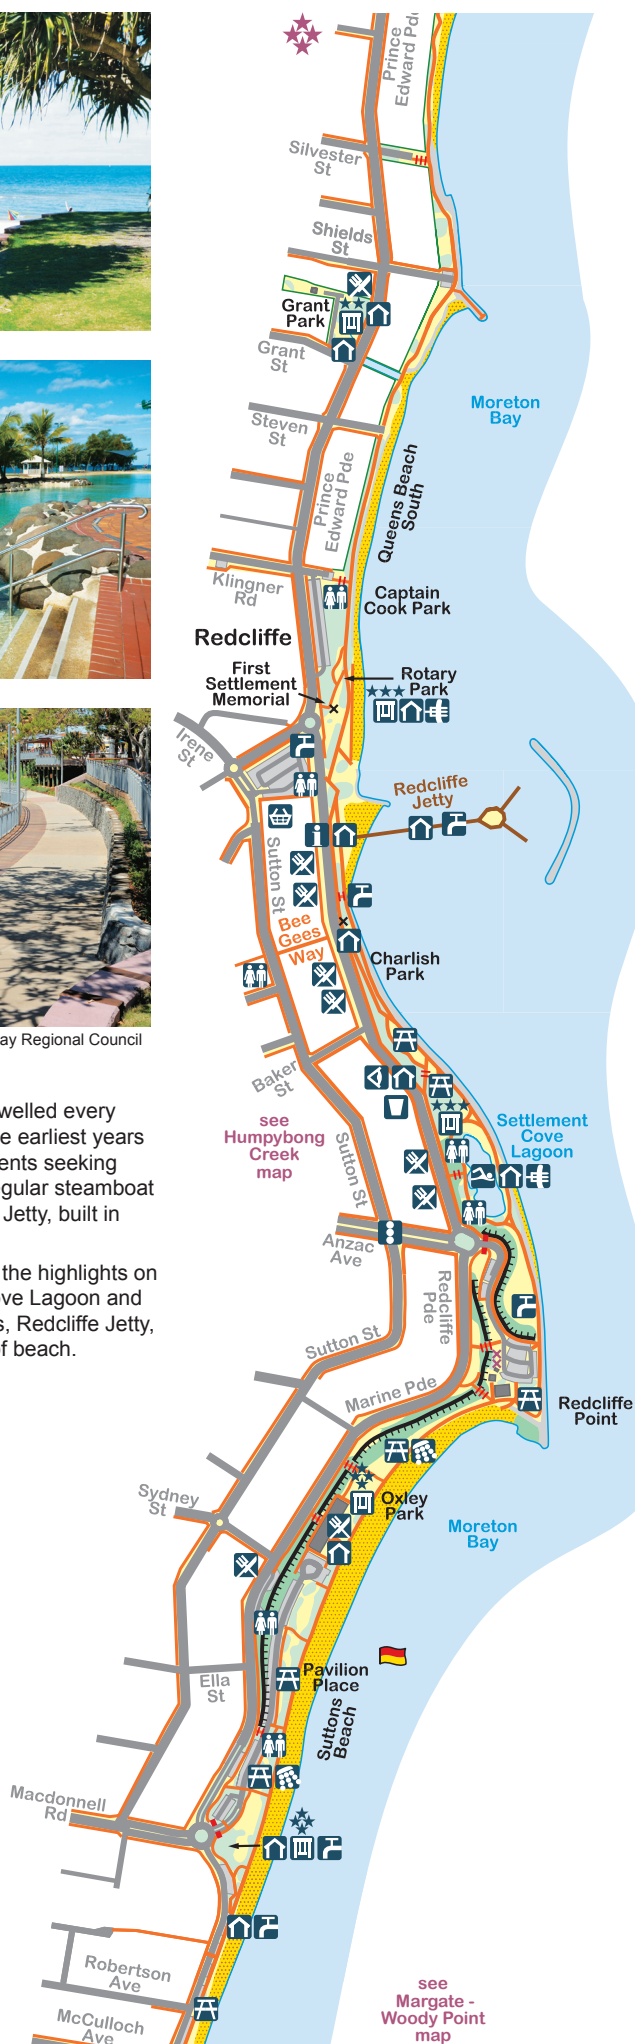 Prince
Edward Pde
Silvester
St
Shields
St
Grant
Park
Grant
St
Moreton
Bay
Steven
St
Prince
Edward Pde
Queens Beach
South
Klingner
Rd
Captain
Cook Park
Redcliffe
First
Settlement
Memorial
Rotary
Park
Irene
St
Redcliffe
Jetty
Sutton St
Bee
Gees
Way
Charlish
Park
ay Regional Council
Baker
St
welled every
e earliest years
ents seeking
egular steamboat
Jetty, built in
see
Humpybong
Creek
map
Settlement
Cove
Lagoon
Sutton St
Anzac
Ave
the highlights on
ove Lagoon and
s, Redcliffe Jetty,
of beach.
Redcliffe
Pde
Sutton St
Marine Pde
Redcliffe
Point
Sydney
St
Oxley
Park
Moreton
Bay
Pavilion
Place
Ella
St
Suttons
Beach
Macdonnell
Rd
Robertson
Ave
McCulloch
Ave
see
Margate -
Woody Point
map